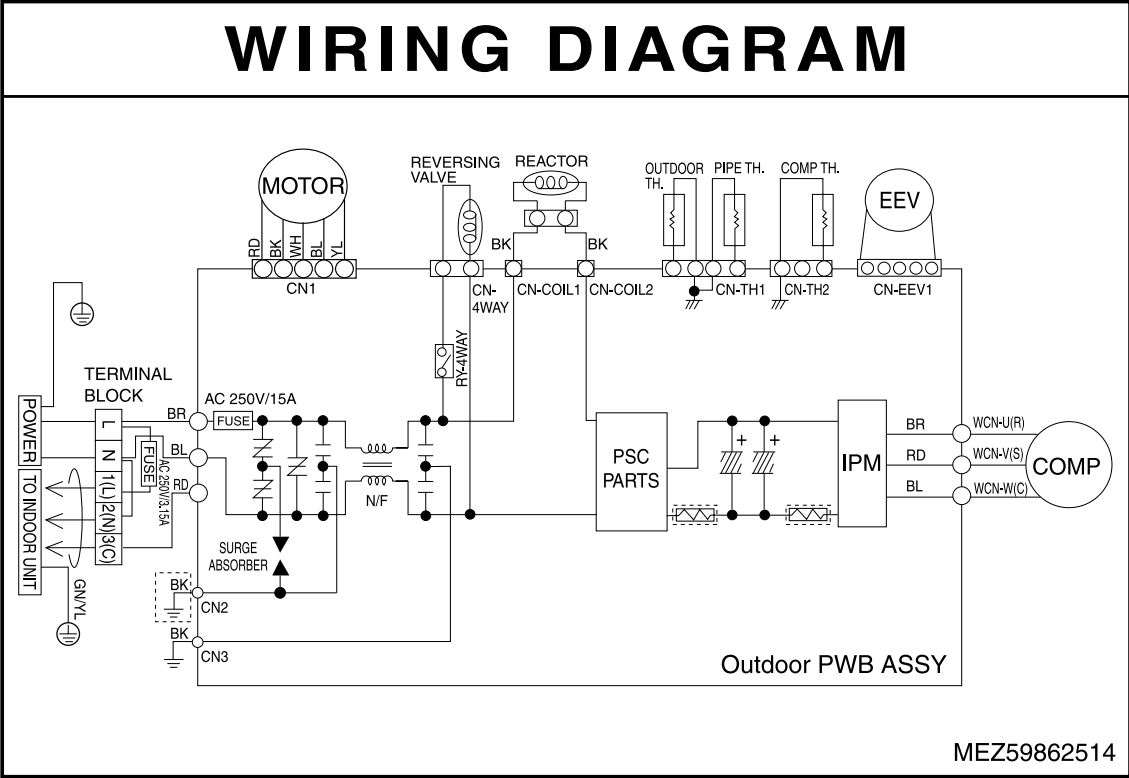 WIRING DIAGRAM
MOTOR
RD
BK
WH
BL
YL
CN1
REVERSING
VALVE
CN-
4WAY
RY-4WAY
REACTOR
BK
BK
CN-COIL1
CN-COIL2
OUTDOOR
TH.
PIPE TH.
CN-TH1
COMP TH.
CN-TH2
EEV
CN-EEV1
TERMINAL
BLOCK
POWER
TO INDOOR UNIT
L
N
1(L)
2(N)
3(C)
FUSE
AC 250V/3.15A
GN/YL
BR
BL
RD
AC 250V/15A
FUSE
N/F
SURGE
ABSORBER
BK
CN2
BK
CN3
PSC
PARTS
+
+
IPM
BR
RD
BL
WCN-U(R)
WCN-V(S)
WCN-W(C)
COMP
Outdoor PWB ASSY
MEZ59862514